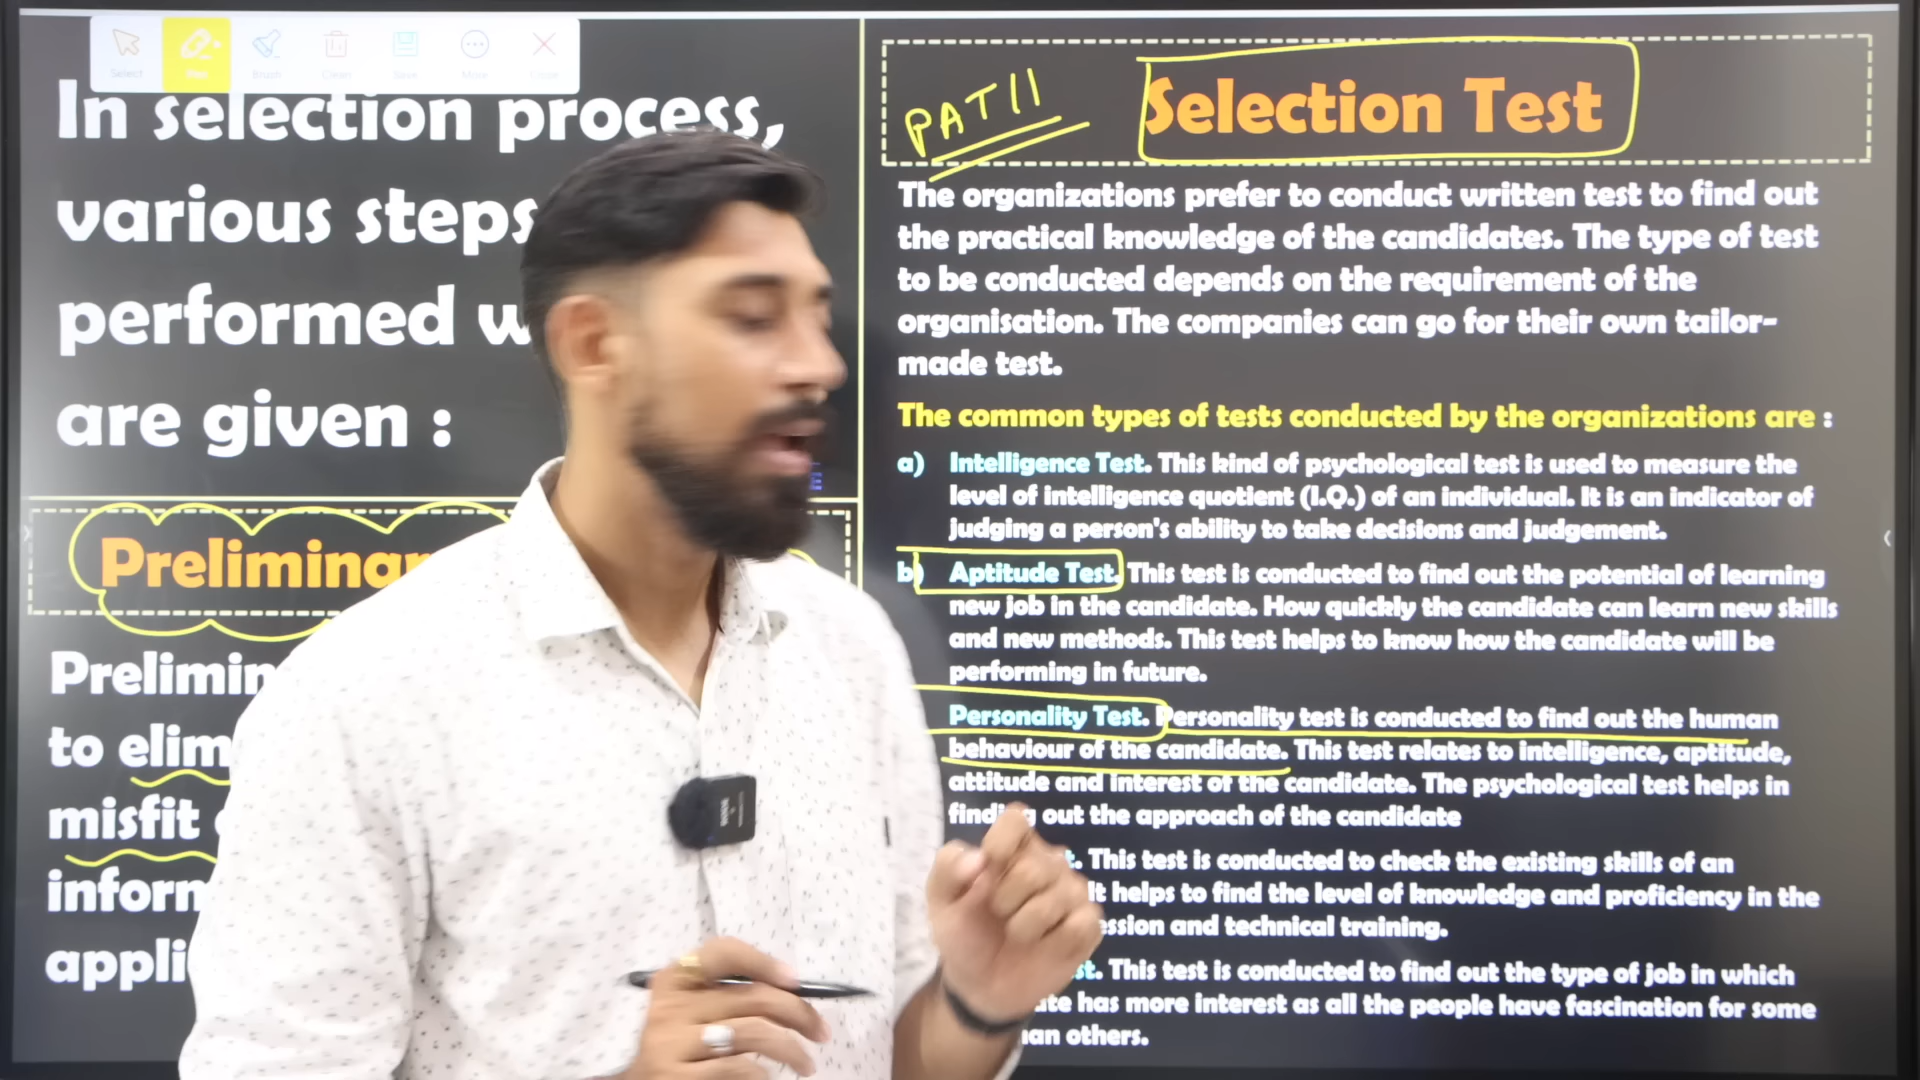 Select
Clear
Save
More
Close
In selection process,
various steps
performed
are given :
to
misfit
PATII
Selection Test
The organizations prefer to conduct written test to find out
the practical knowledge of the candidates. The type of test
to be conducted depends on the requirement of the
organisation. The companies can go for their own tailor-
made test.
The common types of tests conducted by the organizations are :
a) Intelligence Test. This kind of psychological test is used to measure the
level of intelligence quotient (I.Q.) of an individual. It is an indicator of
judging a person's ability to take decisions and judgement.
b) Aptitude Test. This test is conducted to find out the potential of learning
new job in the candidate. How quickly the candidate can learn new skills
and new methods. This test helps to know how the candidate will be
performing in future.
Personality Test. Personality test is conducted to find out the human
behaviour of the candidate. This test relates to intelligence, aptitude,
attitude and interest of the candidate. The psychological test helps in
finding out the approach of the candidate
This test is conducted to check the existing skills of an
It helps to find the level of knowledge and proficiency in the
and technical training.
This test is conducted to find out the type of job in which
has more interest as all the people have fascination for some
others.